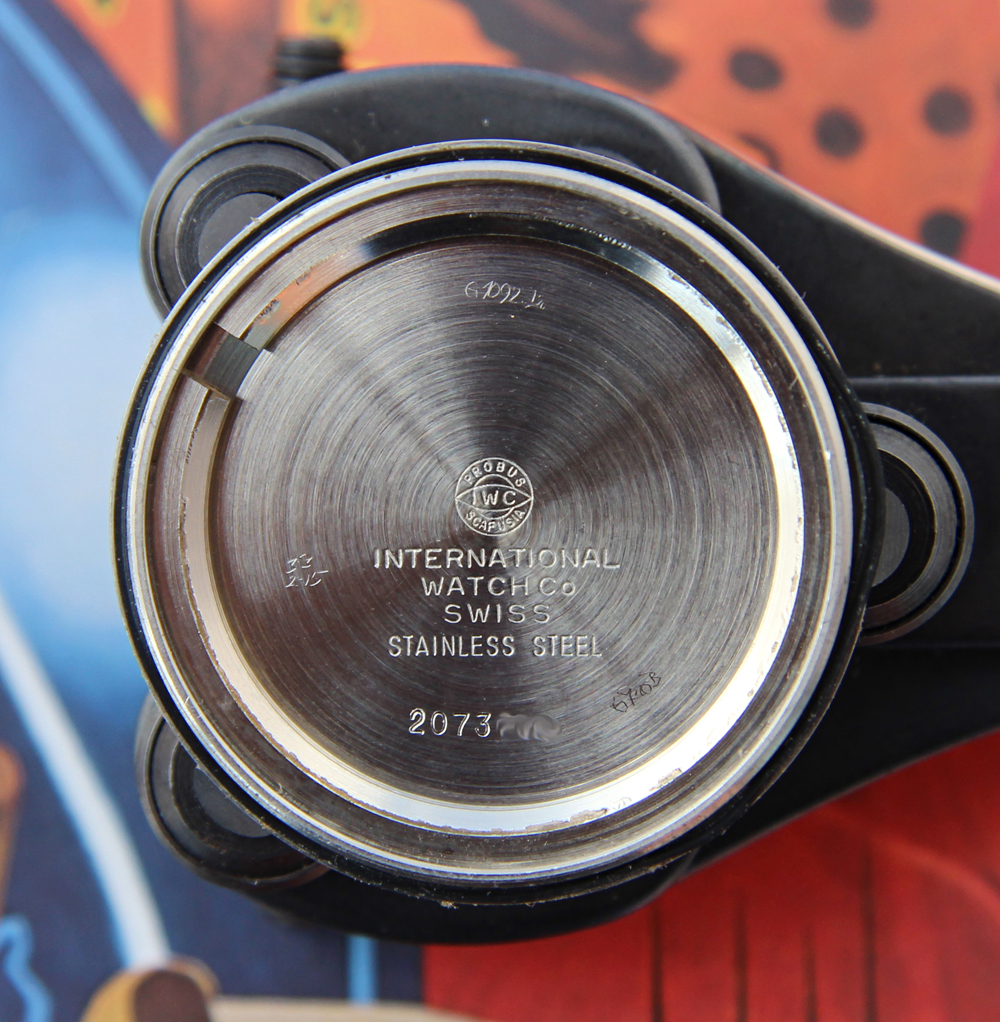 PROBUS
IWC
SCAFUSIA
INTERNATIONAL
WATCH Co
SWISS
STAINLESS STEEL
2073